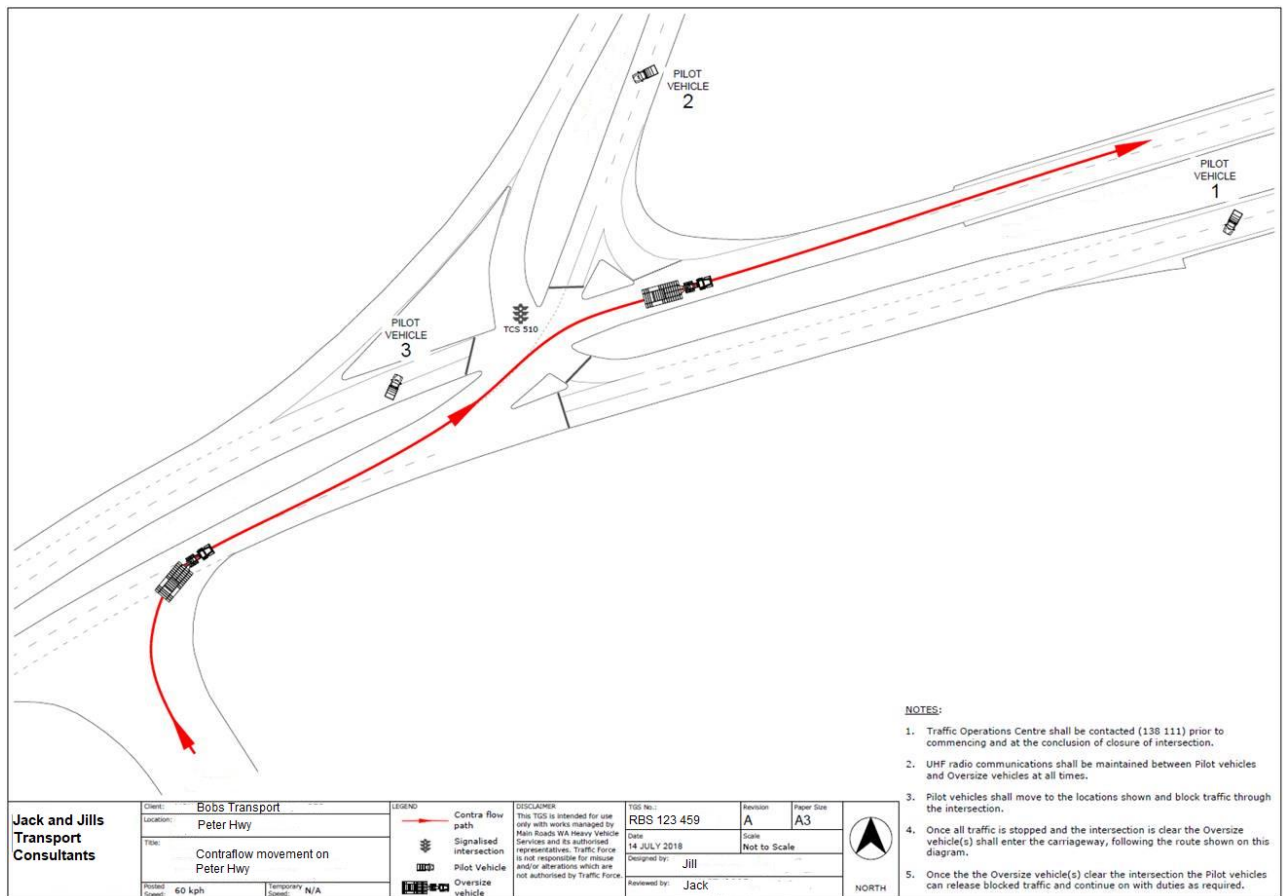 PILOT
VEHICLE
2
PILOT
VEHICLE
1
TCS 510
PILOT
VEHICLE
3
NOTES:
1. Traffic Operations Centre shall be contacted (138 111) prior to
commencing and at the conclusion of closure of intersection.
2. UHF radio communications shall be maintained between Pilot vehicles
and Oversize vehicles at all times.
3. Pilot vehicles shall move to the locations shown and block traffic through
the intersection.
4. Once all traffic is stopped and the intersection is clear the Oversize
vehicle(s) shall enter the carriageway, following the route shown on this
diagram.
5. Once the the Oversize vehicle(s) clear the intersection the Pilot vehicles
can release blocked traffic and continue on with duties as required.
Jack and Jills
Transport
Consultants
Client: Bobs Transport
Location: Peter Hwy
Title: Contraflow movement on
Peter Hwy
Posted Speed: 60 kph
Temporary Speed: N/A
LEGEND
Contra flow
path
Signalised
intersection
Pilot Vehicle
Oversize
vehicle
DISCLAIMER
This TGS is intended for use
only with works managed by
Main Roads WA Heavy Vehicle
Services and its authorised
representatives. Traffic Force
is not responsible for misuse
and/or alterations which are
not authorised by Traffic Force.
TGS No.:
RBS 123 459
Revision
A
Paper Size
A3
Date
14 JULY 2018
Scale
Not to Scale
Designed by: Jill
Reviewed by: Jack
NORTH